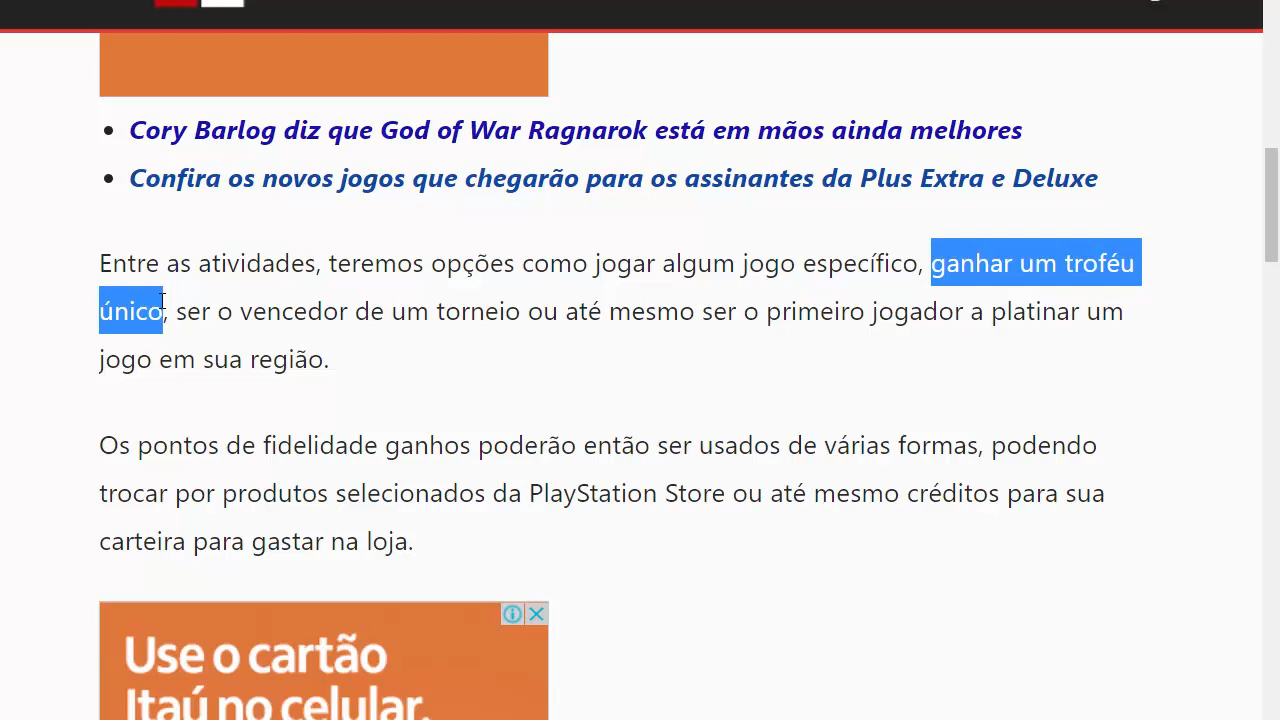 Cory Barlog diz que God of War Ragnarok está em mãos ainda melhores
Confira os novos jogos que chegarão para os assinantes da Plus Extra e Deluxe
Entre as atividades, teremos opções como jogar algum jogo específico, ganhar um troféu
único, ser o vencedor de um torneio ou até mesmo ser o primeiro jogador a platinar um
jogo em sua região.
Os pontos de fidelidade ganhos poderão então ser usados de várias formas, podendo
trocar por produtos selecionados da PlayStation Store ou até mesmo créditos para sua
carteira para gastar na loja.
Use o cartão
Itaú no celular.